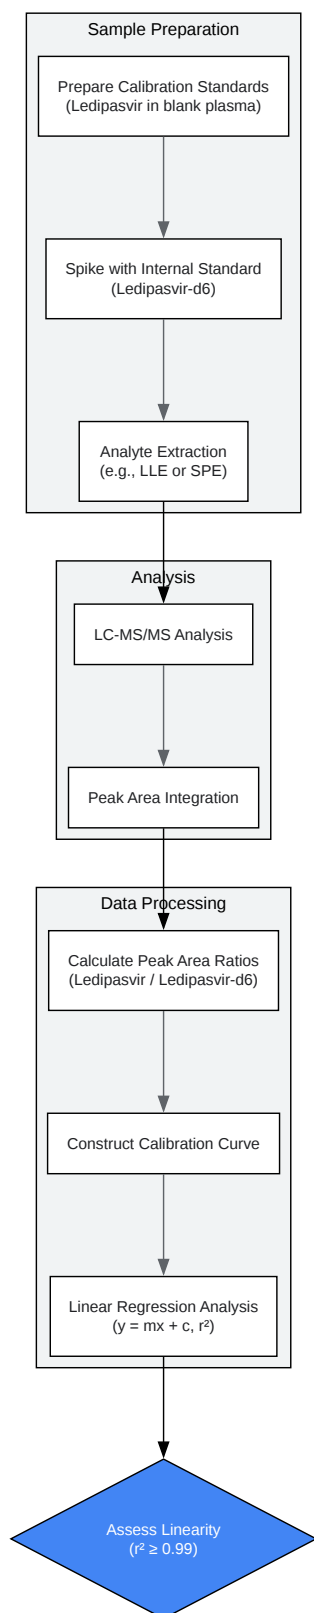 Sample Preparation
Prepare Calibration Standards
(Ledipasvir in blank plasma)
Spike with Internal Standard
(Ledipasvir-d6)
Analyte Extraction
(e.g., LLE or SPE)
Analysis
LC-MS/MS Analysis
Peak Area Integration
Data Processing
Calculate Peak Area Ratios
(Ledipasvir / Ledipasvir-d6)
Construct Calibration Curve
Linear Regression Analysis
(y = mx + c, r²)
Assess Linearity
(r² ≥ 0.99)